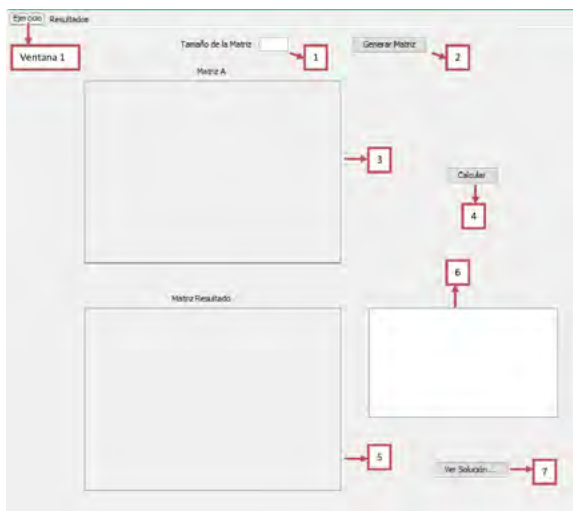 Ejercicio Resultados
Ventana 1
Tamaño de la Matriz
1
Generar Matriz
2
Matriz A
3
Calcular
4
6
Matriz Resultado
5
Ver Solución...
7